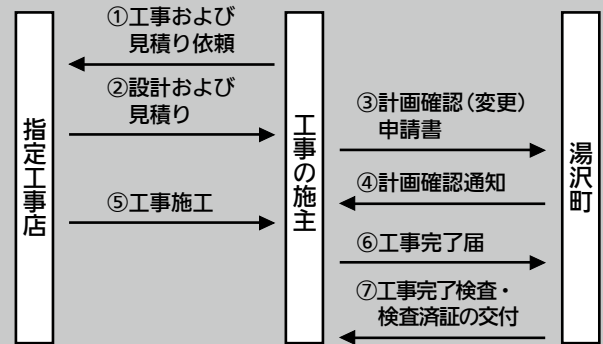 ①工事および
見積り依頼
②設計および
見積り
⑤工事施工
指定工事店
工事の施主
③計画確認(変更)
申請書
④計画確認通知
⑥工事完了届
⑦工事完了検査・
検査済証の交付
湯沢町